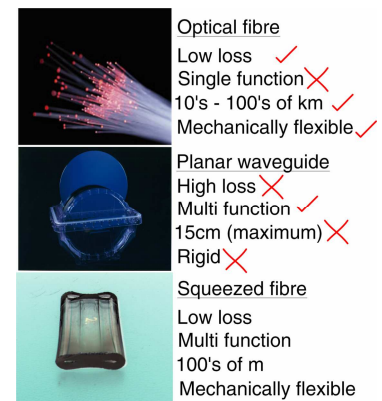 Optical fibre
Low loss
Single function
10's - 100's of km
Mechanically flexible
Planar waveguide
High loss
Multi function
15cm (maximum)
Rigid
Squeezed fibre
Low loss
Multi function
100's of m
Mechanically flexible